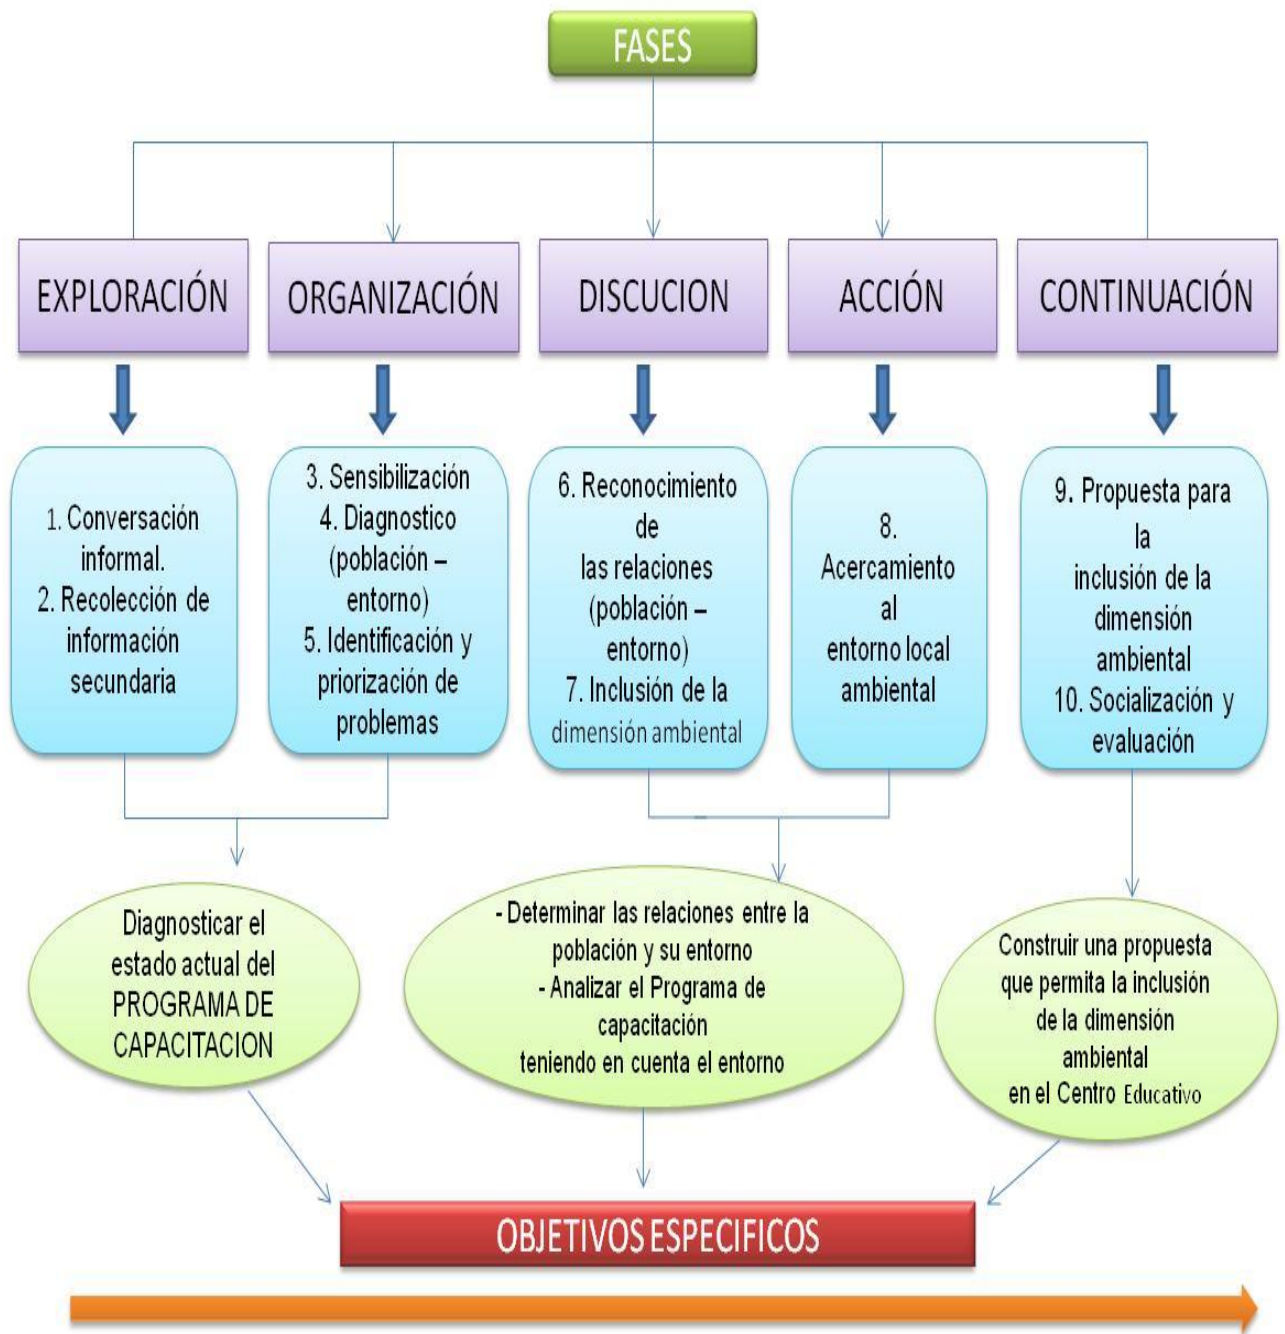 FASES
EXPLORACIÓN
ORGANIZACIÓN
DISCUCION
ACCIÓN
CONTINUACIÓN
1. Conversación
informal.
2. Recolección de
información
secundaria
3. Sensibilización
4. Diagnostico
(población –
entorno)
5. Identificación y
priorización de
problemas
6. Reconocimiento
de
las relaciones
(población –
entorno)
7. Inclusión de la
dimensión ambiental
8.
Acercamiento
al
entorno local
ambiental
9. Propuesta para
la
inclusión de la
dimensión
ambiental
10. Socialización y
evaluación
Diagnosticar el
estado actual del
PROGRAMA DE
CAPACITACION
- Determinar las relaciones entre la
población y su entorno
- Analizar el Programa de
capacitación
teniendo en cuenta el entorno
Construir una propuesta
que permita la inclusión
de la dimensión
ambiental
en el Centro Educativo
OBJETIVOS ESPECIFICOS